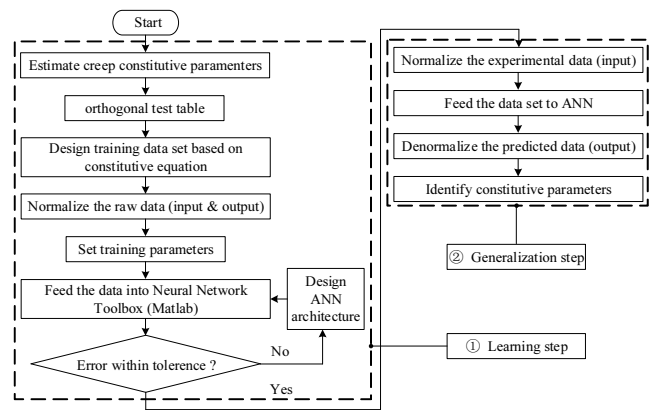 Start
Estimate creep constitutive paramenters
orthogonal test table
Design training data set based on
constitutive equation
Normalize the raw data (input & output)
Set training parameters
Feed the data into Neural Network
Toolbox (Matlab)
Design
ANN
architecture
Error within tolerence ?
No
Yes
Normalize the experimental data (input)
Feed the data set to ANN
Denormalize the predicted data (output)
Identify constitutive parameters
② Generalization step
① Learning step